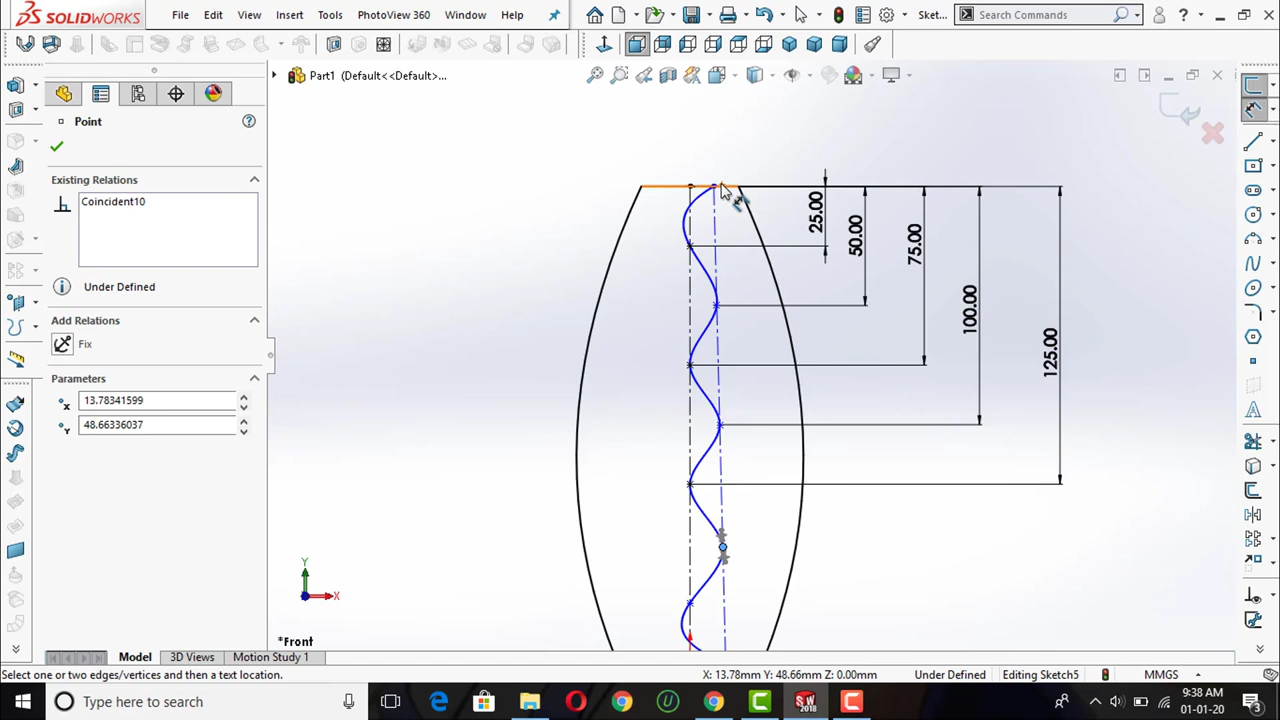 SOLIDWORKS File Edit View Insert Tools PhotoView 360 Window Help Sket... Search Commands ?
Part1 (Default<<Default>...
Point
Existing Relations
Coincident10
Under Defined
Add Relations
Fix
Parameters
x 13.78341599
Y 48.66336037
25.00
50.00
75.00
100.00
125.00
Y
X
*Front
Model 3D Views Motion Study 1
Select one or two edges/vertices and then a text location. X: 13.78mm Y: 48.66mm Z: 0.00mm Under Defined Editing Sketch5 MMGS
Type here to search
9:38 AM
01-01-20
3
SW
2018